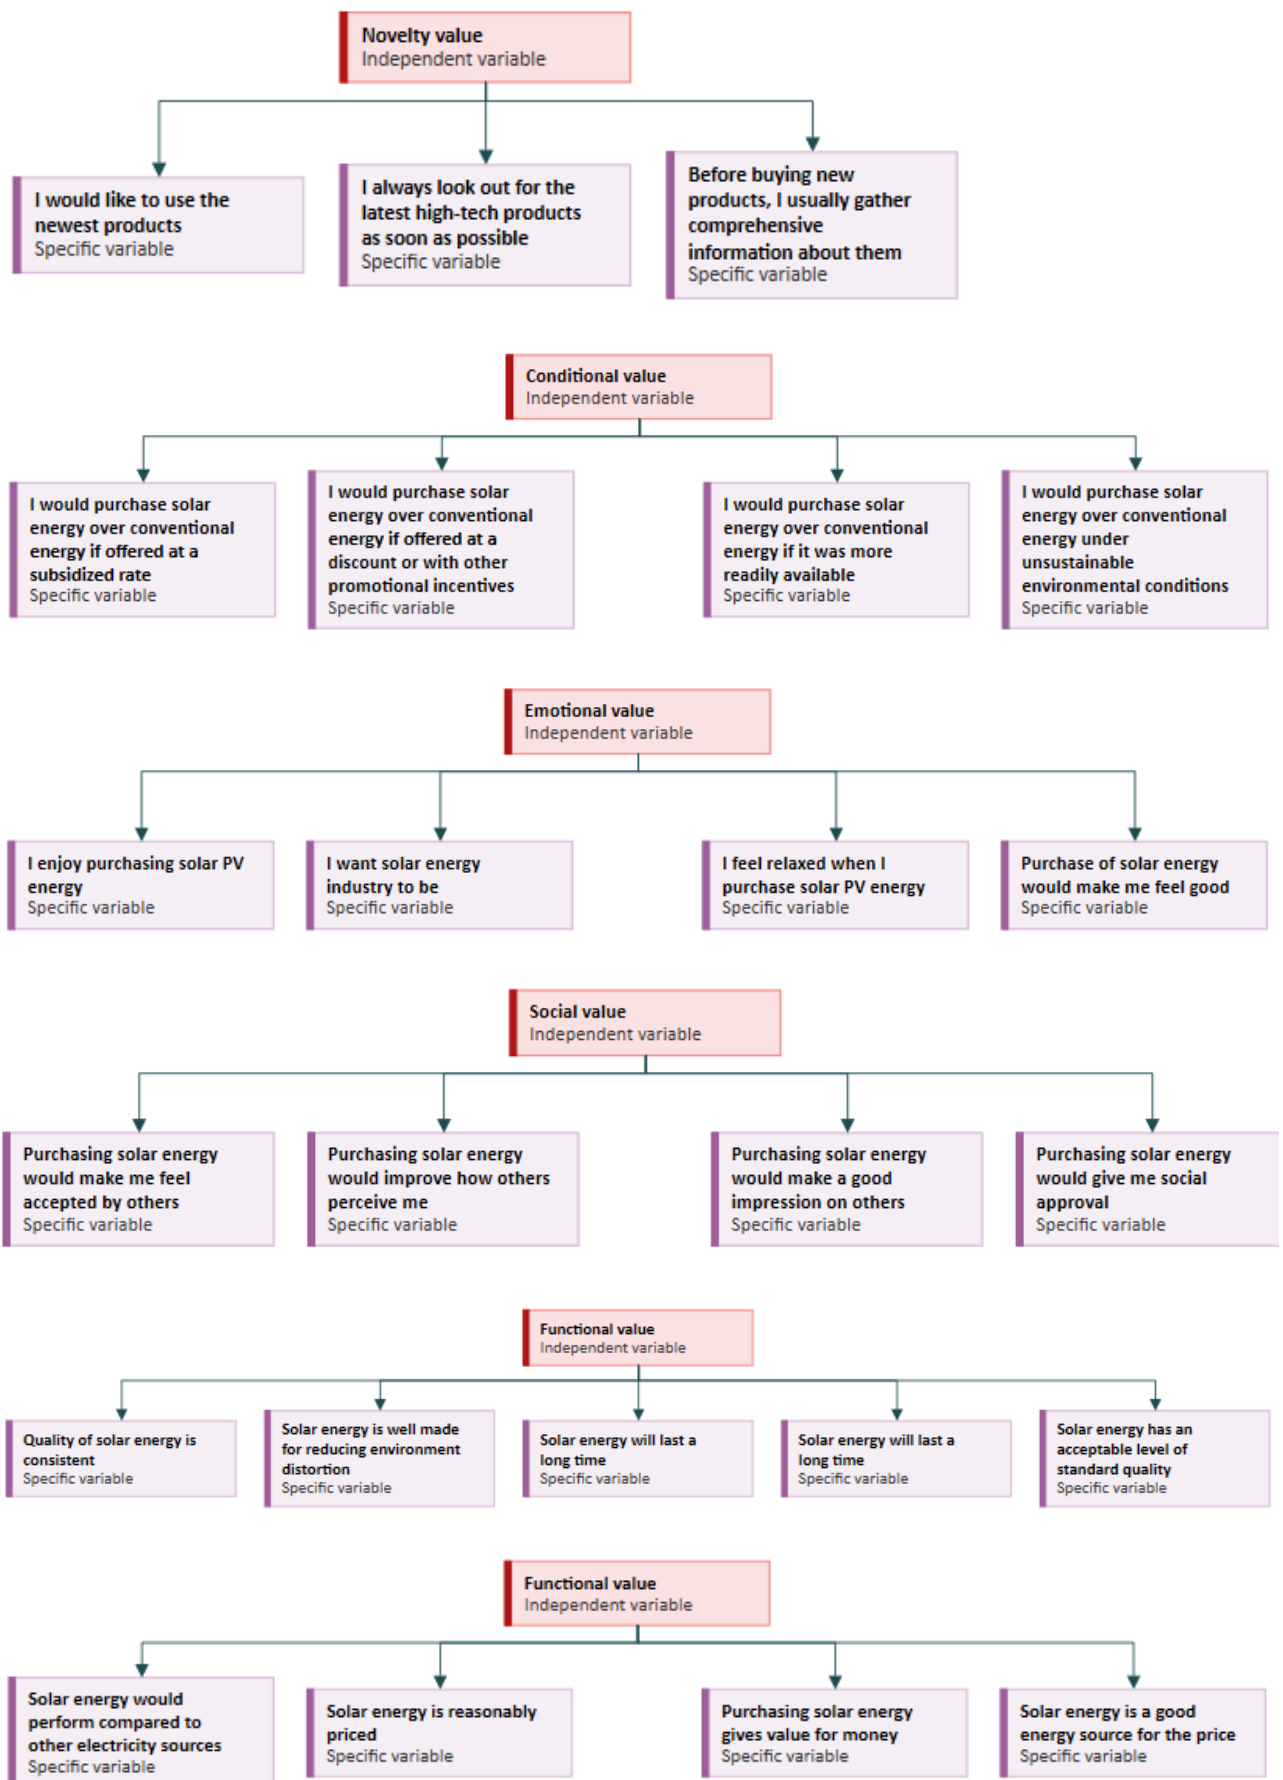 Novelty value
Independent variable
I would like to use the
newest products
Specific variable
I always look out for the
latest high-tech products
as soon as possible
Specific variable
Before buying new
products, I usually gather
comprehensive
information about them
Specific variable
Conditional value
Independent variable
I would purchase solar
energy over conventional
energy if offered at a
subsidized rate
Specific variable
I would purchase solar
energy over conventional
energy if offered at a
discount or with other
promotional incentives
Specific variable
I would purchase solar
energy over conventional
energy if it was more
readily available
Specific variable
I would purchase solar
energy over conventional
energy under
unsustainable
environmental conditions
Specific variable
Emotional value
Independent variable
I enjoy purchasing solar PV
energy
Specific variable
I want solar energy
industry to be
Specific variable
I feel relaxed when I
purchase solar PV energy
Specific variable
Purchase of solar energy
would make me feel good
Specific variable
Social value
Independent variable
Purchasing solar energy
would make me feel
accepted by others
Specific variable
Purchasing solar energy
would improve how others
perceive me
Specific variable
Purchasing solar energy
would make a good
impression on others
Specific variable
Purchasing solar energy
would give me social
approval
Specific variable
Functional value
Independent variable
Quality of solar energy is
consistent
Specific variable
Solar energy is well made
for reducing environment
distortion
Specific variable
Solar energy will last a
long time
Specific variable
Solar energy will last a
long time
Specific variable
Solar energy has an
acceptable level of
standard quality
Specific variable
Functional value
Independent variable
Solar energy would
perform compared to
other electricity sources
Specific variable
Solar energy is reasonably
priced
Specific variable
Purchasing solar energy
gives value for money
Specific variable
Solar energy is a good
energy source for the price
Specific variable